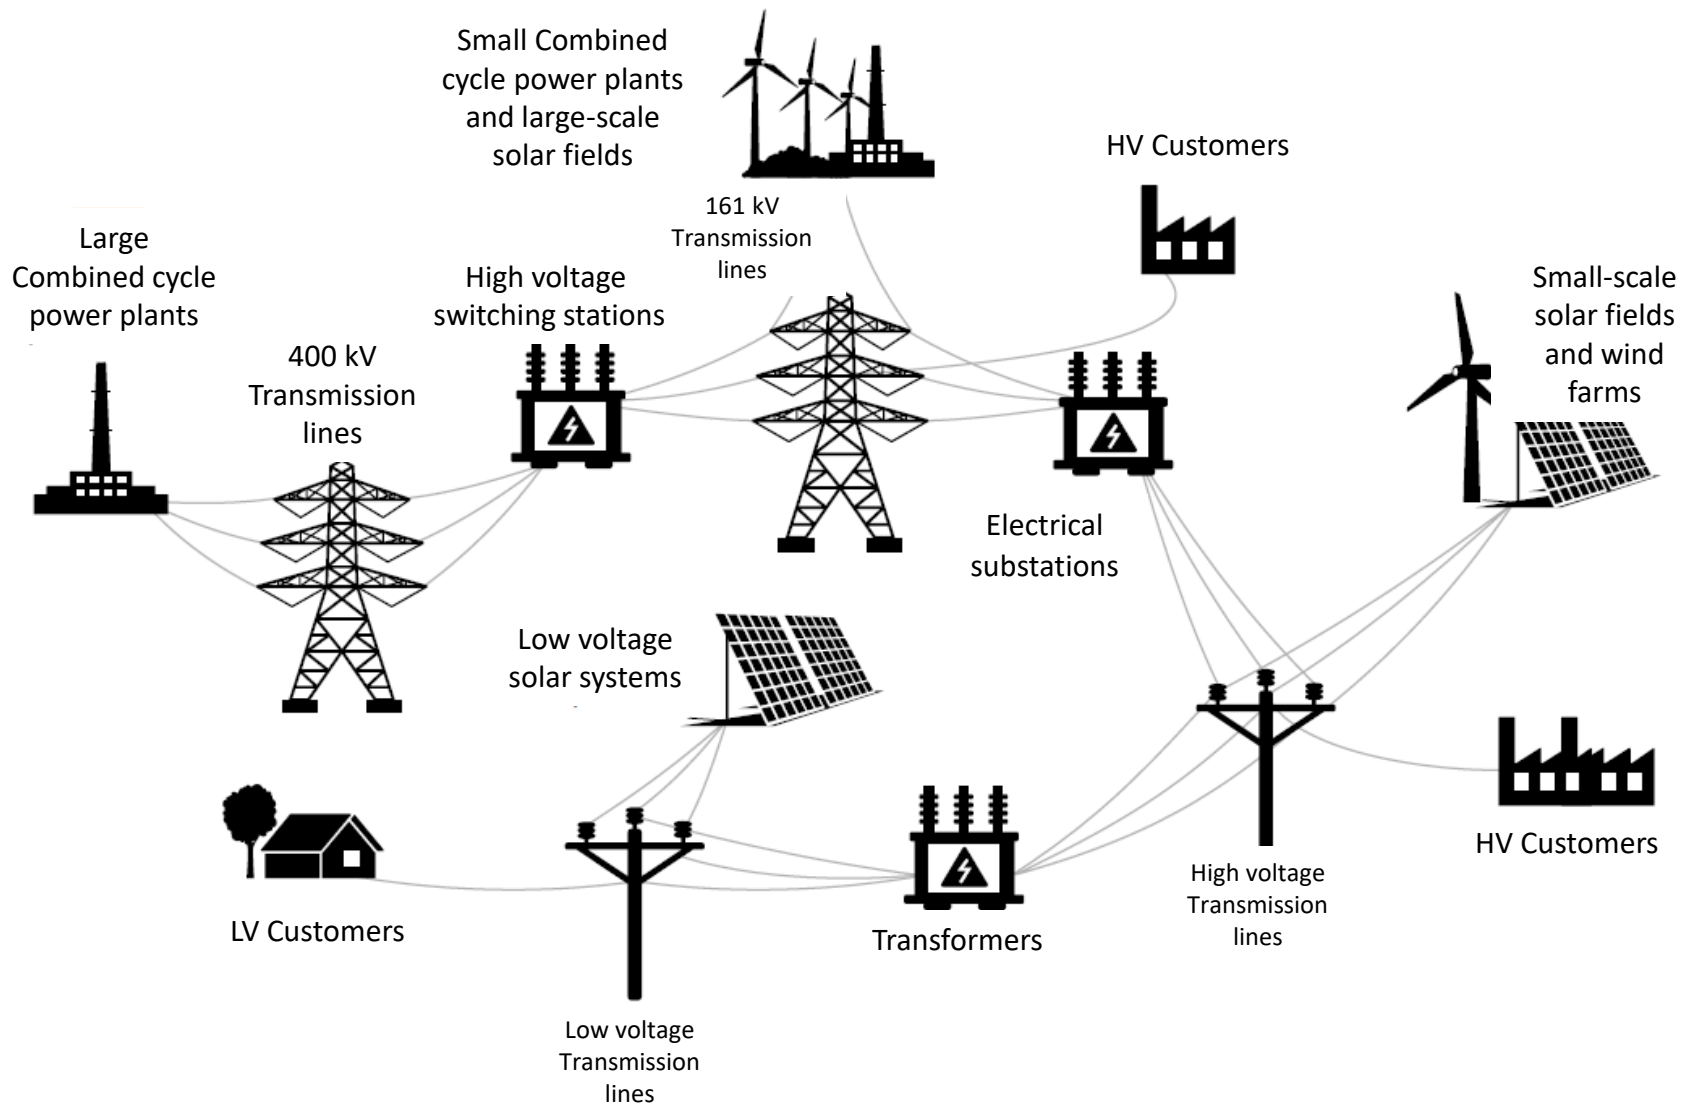 Small Combined
cycle power plants
and large-scale
solar fields
HV Customers
161 kV
Transmission
lines
Large
Combined cycle
power plants
High voltage
switching stations
Small-scale
solar fields
and wind
farms
400 kV
Transmission
lines
Electrical
substations
Low voltage
solar systems
HV Customers
High voltage
Transmission
lines
LV Customers
Transformers
Low voltage
Transmission
lines